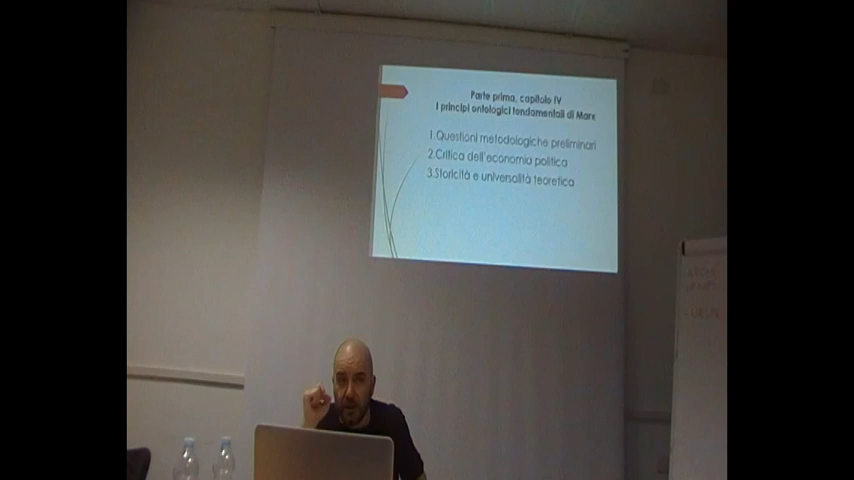 Parte prima, capitolo IV
I principi ontologici fondamentali di Marx
1.Questioni metodologiche preliminari
2.Critica dell'economia politica
3.Storicità e universalità teoretica